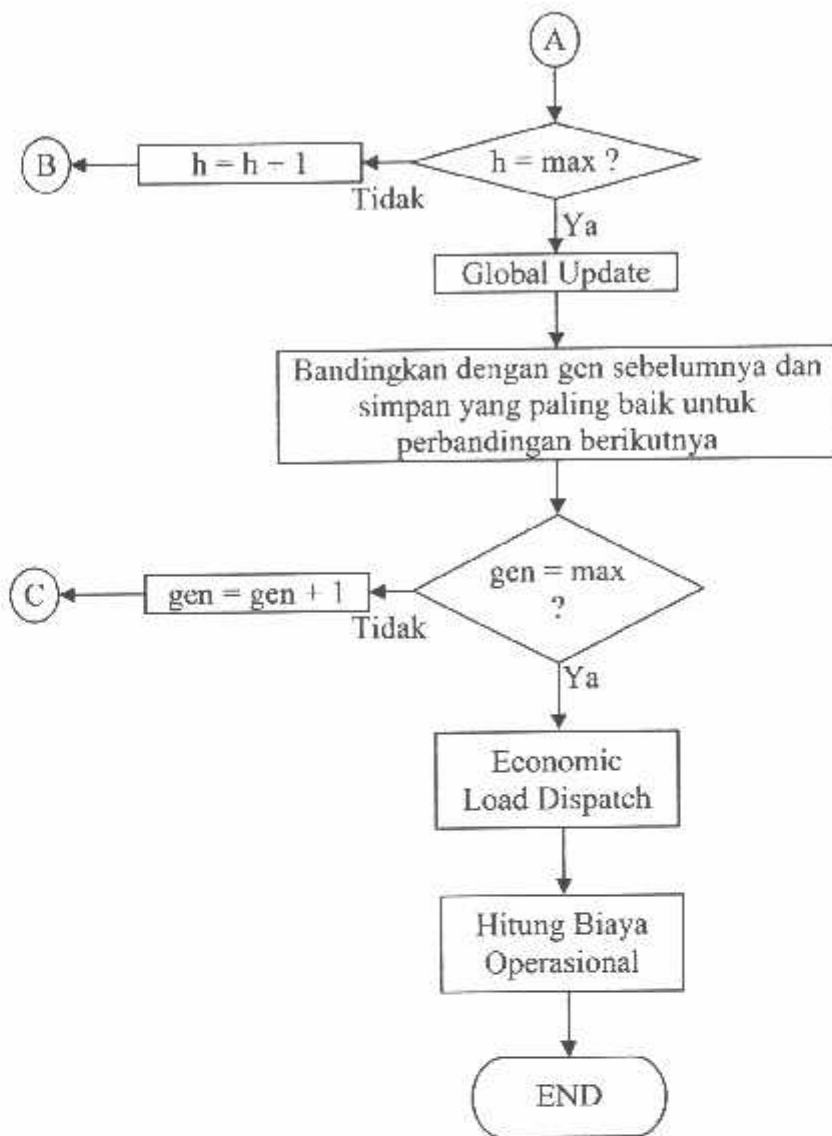 A
h = max ?
B
h = h - 1
Tidak
Ya
Global Update
Bandingkan dengan gen sebelumnya dan
simpan yang paling baik untuk
perbandingan berikutnya
gen = max
?
C
gen = gen + 1
Tidak
Ya
Economic
Load Dispatch
Hitung Biaya
Operasional
END